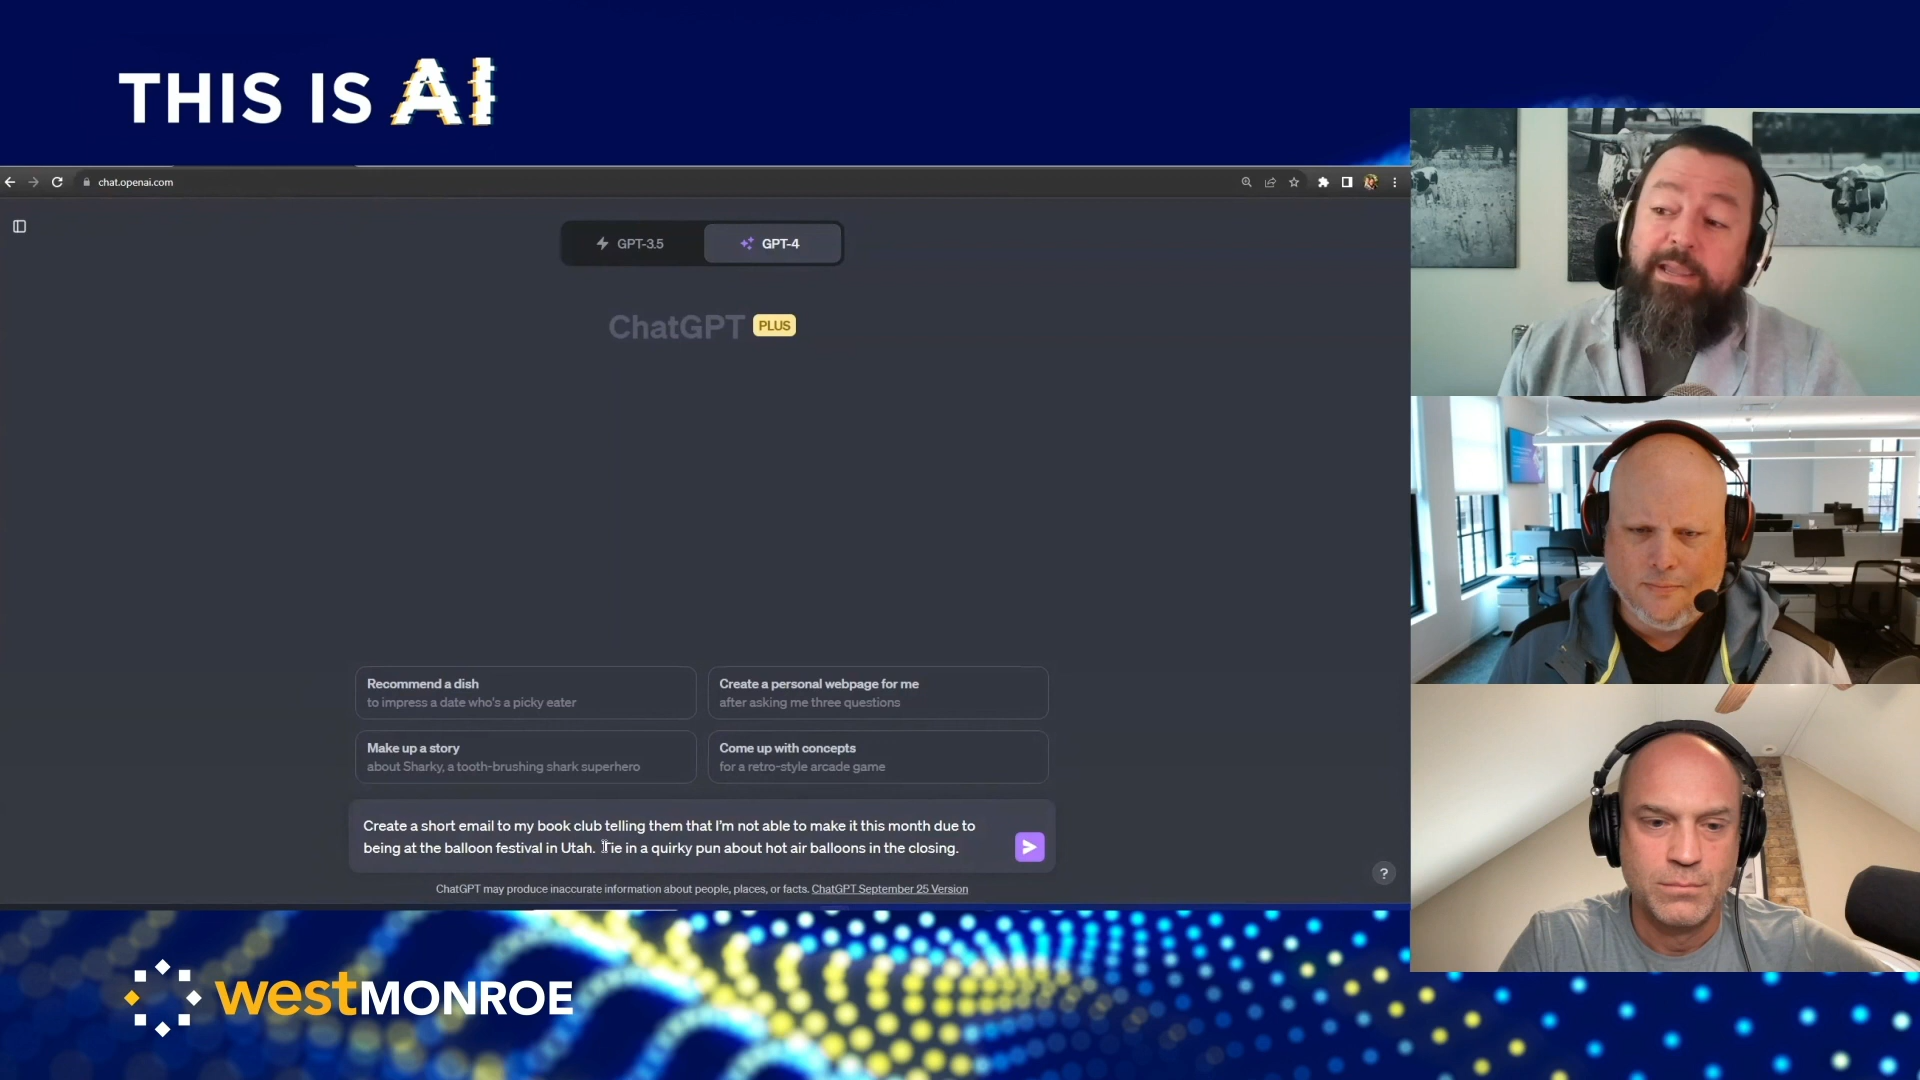 THIS IS AI
chat.openai.com
GPT-3.5
GPT-4
ChatGPT PLUS
Recommend a dish
to impress a date who's a picky eater
Create a personal webpage for me
after asking me three questions
Make up a story
about Sharky, a tooth-brushing shark superhero
Come up with concepts
for a retro-style arcade game
Create a short email to my book club telling them that I'm not able to make it this month due to
being at the balloon festival in Utah. Tie in a quirky pun about hot air balloons in the closing.
?
ChatGPT may produce inaccurate information about people, places, or facts. ChatGPT September 25 Version
westMONROE